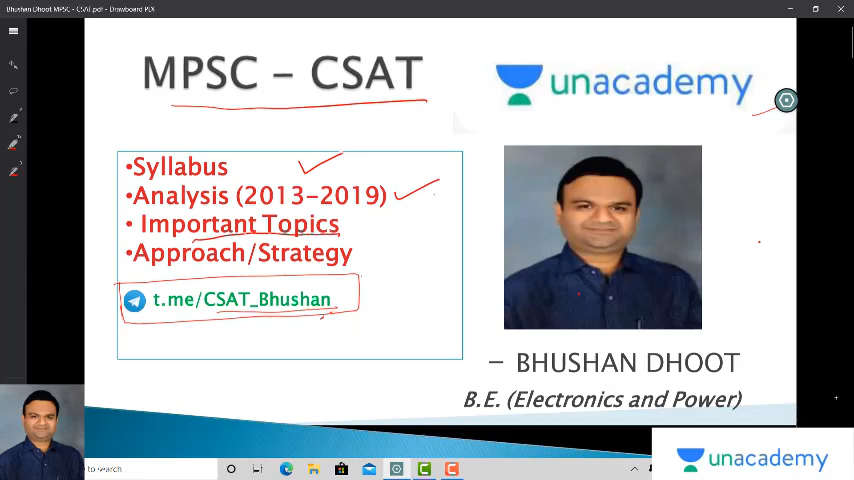 Bhushan Dhoot MPSC - CSAT.pdf - Drawboard PDF
MPSC – CSAT
unacademy
•Syllabus
•Analysis (2013-2019)
• Important Topics
•Approach/Strategy
t.me/CSAT_Bhushan
– BHUSHAN DHOOT
B.E. (Electronics and Power)
to search
unacademy